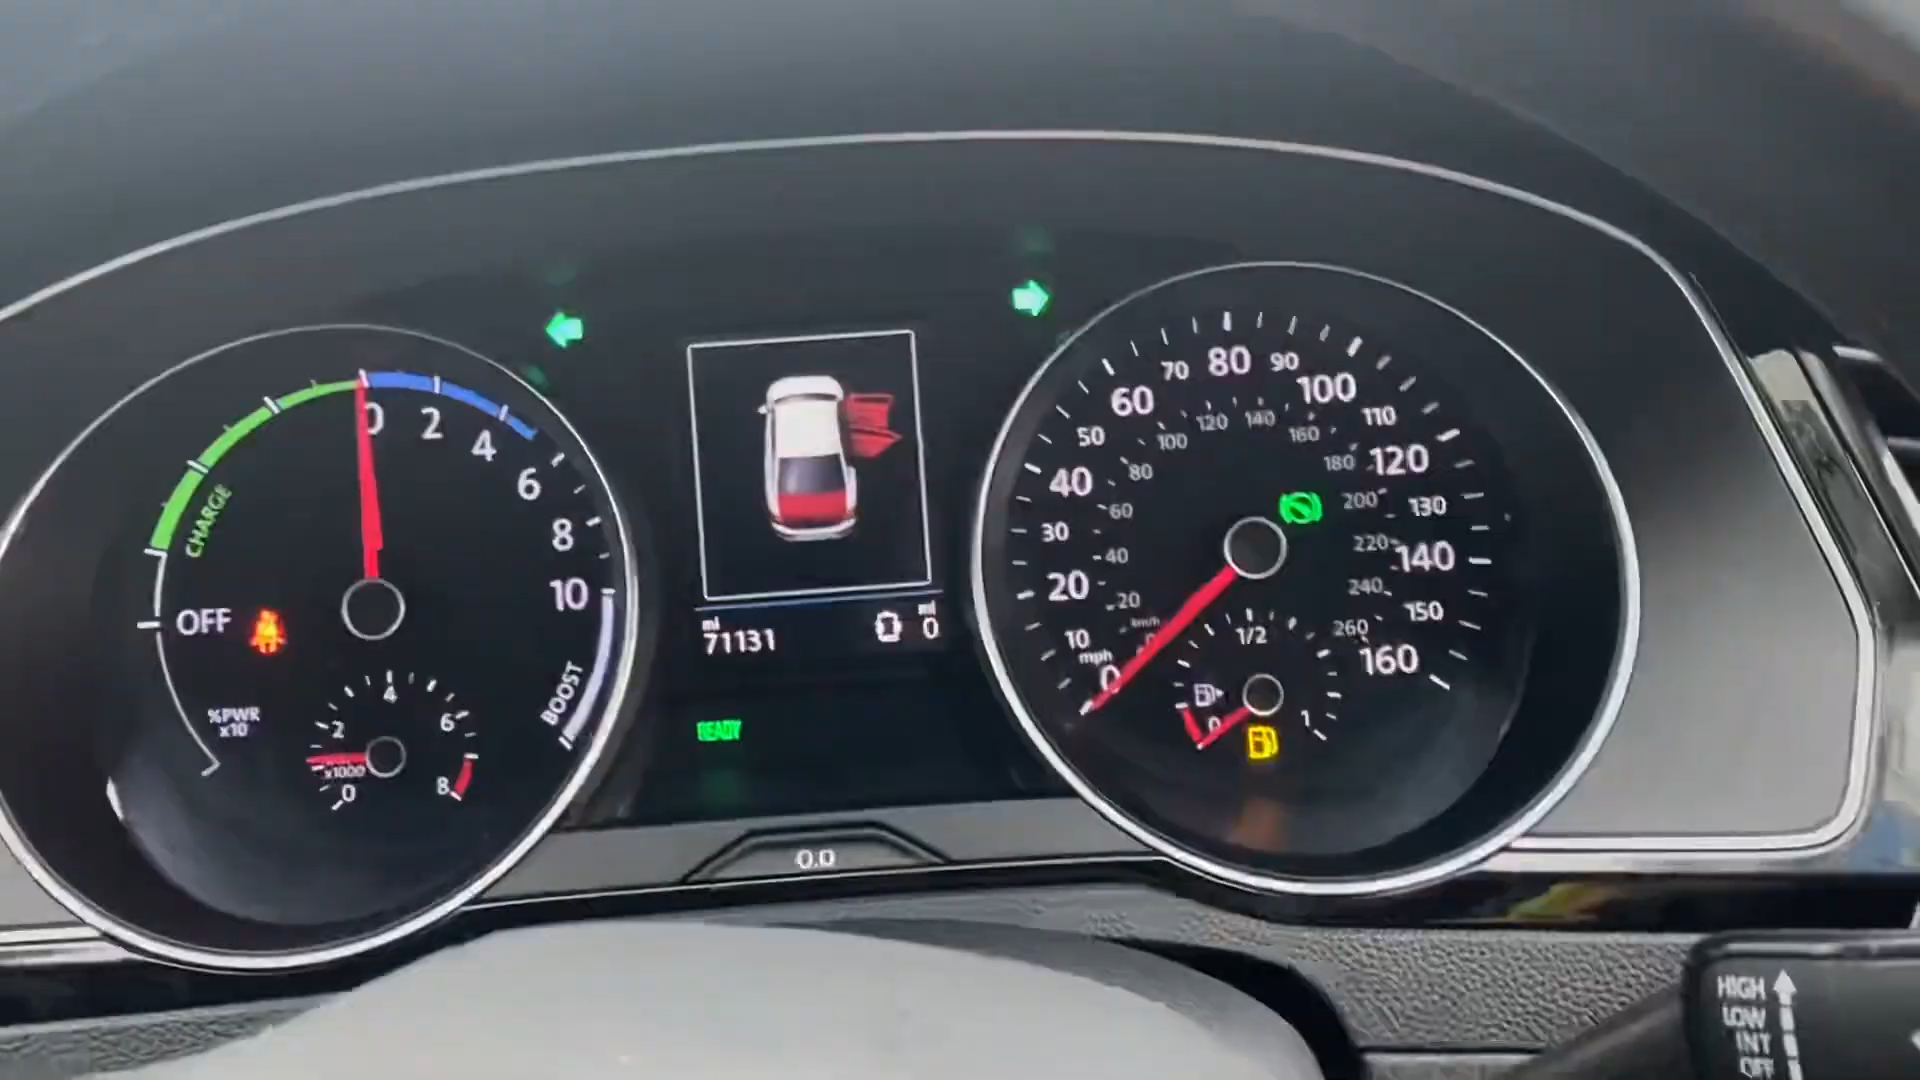 0 2 4 6 8 10
CHARGE
OFF
BOOST
%PWR
x10
0 2 4 6 8
x1000
mi
71131
mi
0
READY
0.0
0 10 20 30 40 50 60 70 80 90 100 110 120 130 140 150 160
mph
km/h
20 40 60 80 100 120 140 160 180 200 220 240 260
0 1/2 1
HIGH
LOW
INT
OFF